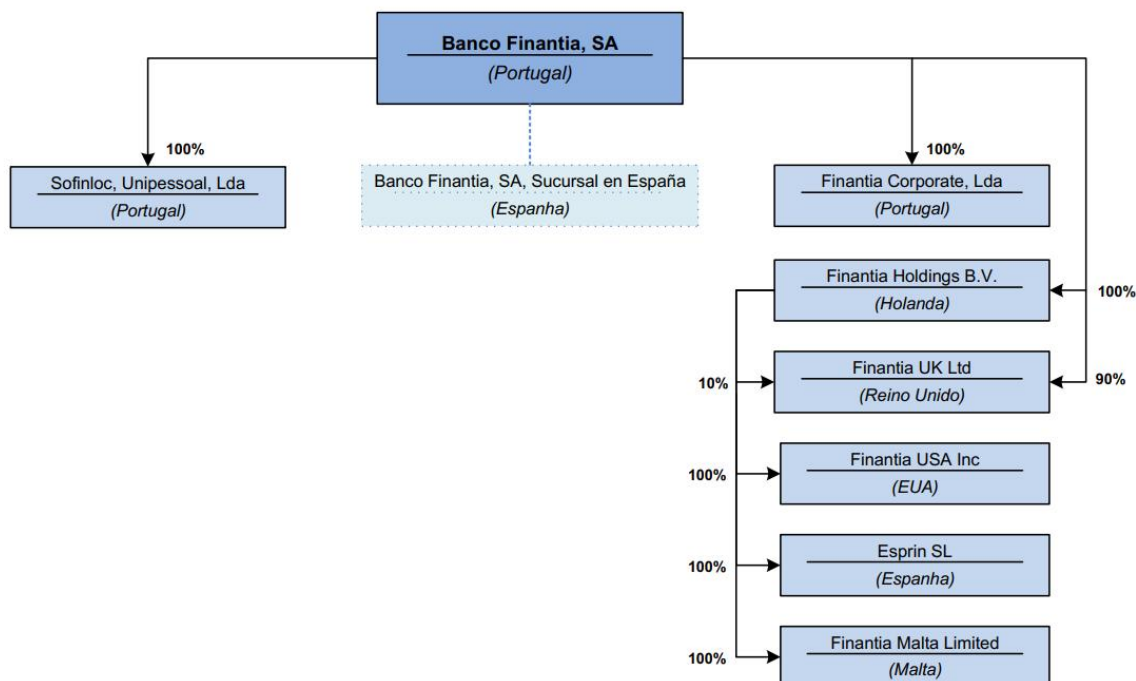 Banco Finantia, SA
(Portugal)
100%
Sofinloc, Unipessoal, Lda
(Portugal)
Banco Finantia, SA, Sucursal en España
(Espanha)
100%
Finantia Corporate, Lda
(Portugal)
Finantia Holdings B.V.
(Holanda)
100%
10%
Finantia UK Ltd
(Reino Unido)
90%
100%
Finantia USA Inc
(EUA)
100%
Esprin SL
(Espanha)
100%
Finantia Malta Limited
(Malta)